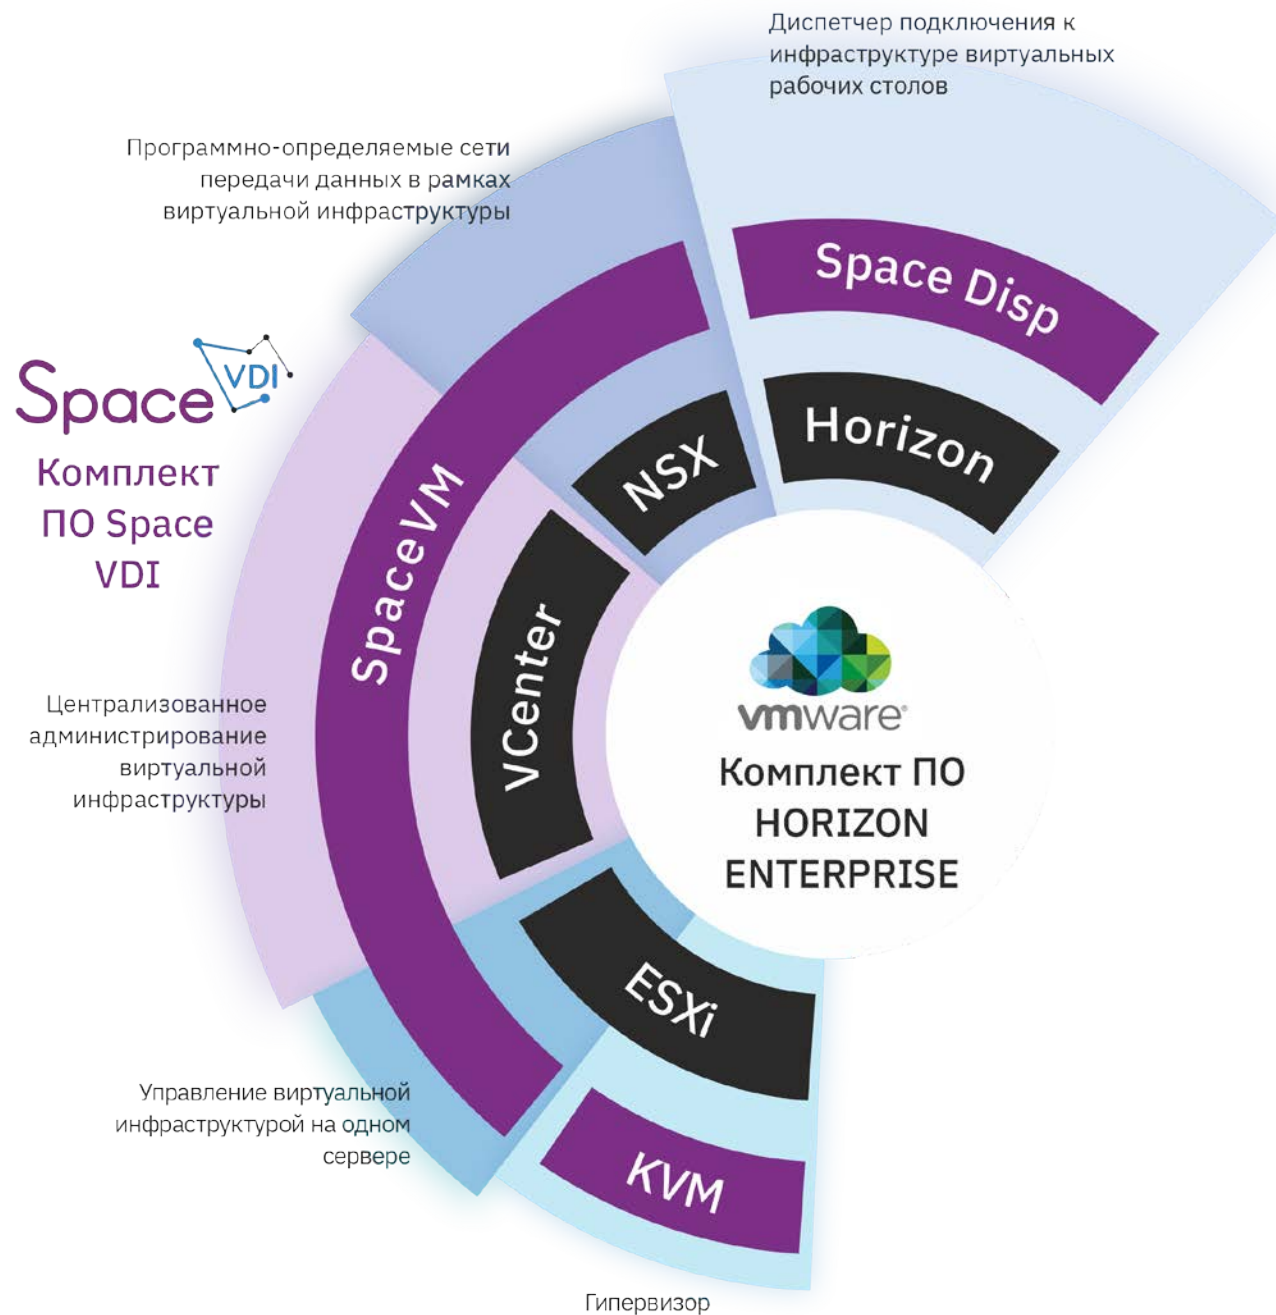 Диспетчер подключения к
инфраструктуре виртуальных
рабочих столов
Программно-определяемые сети
передачи данных в рамках
виртуальной инфраструктуры
Space Disp
Horizon
NSX
SpaceVM
VCenter
Space VDI
Комплект
ПО Space
VDI
vmware®
Комплект ПО
HORIZON
ENTERPRISE
Централизованное
администрирование
виртуальной
инфраструктуры
ESXi
KVM
Управление виртуальной
инфраструктурой на одном
сервере
Гипервизор